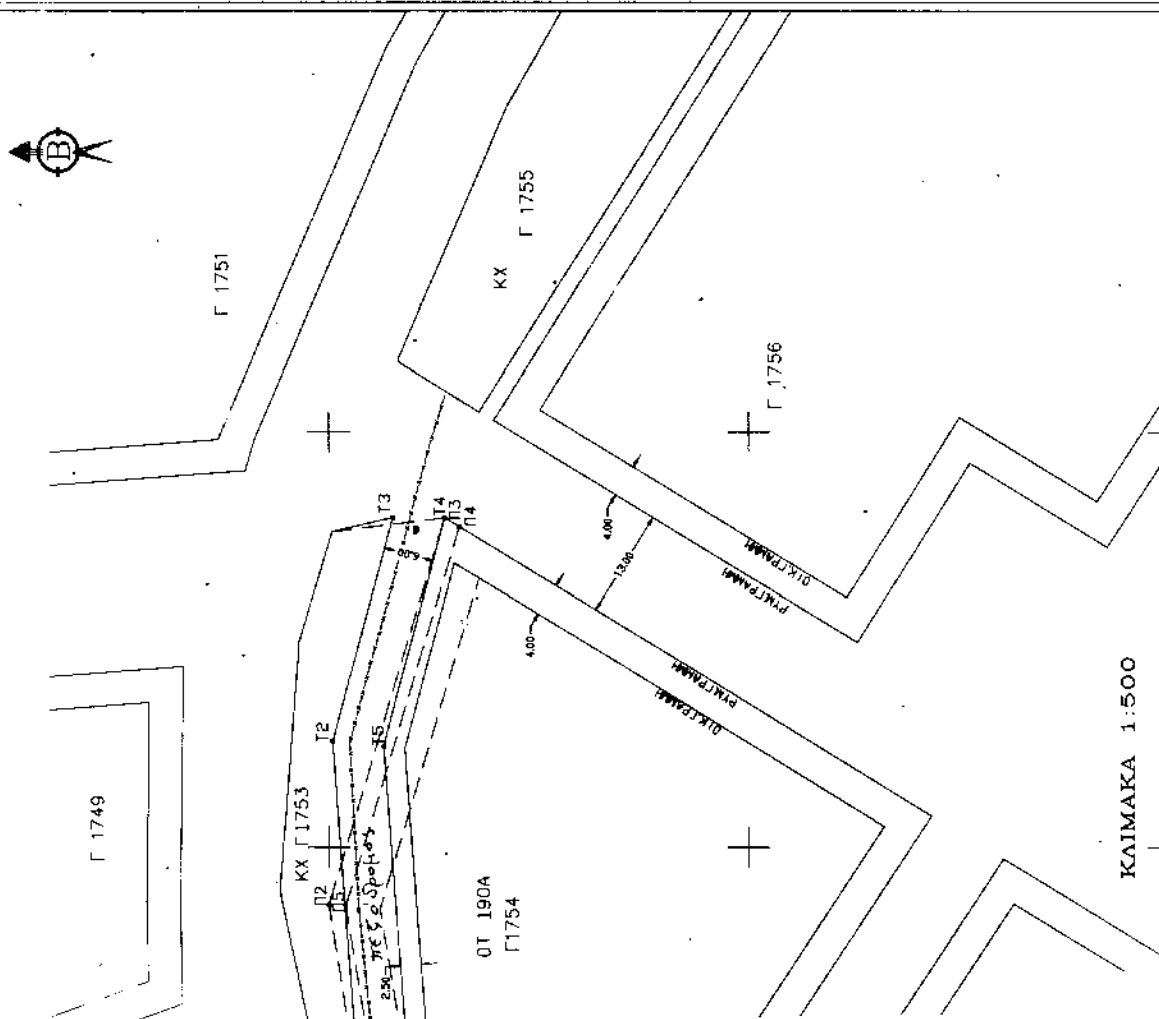 Β
Γ 1751
Γ 1755
ΚΧ
Γ 1756
Τ3
Τ4
Π3
Π4
6.00
4.00
13.00
ΟΙΚ.ΓΡΑΜΜΗ
ΡΥΜ.ΓΡΑΜΜΗ
4.00
ΡΥΜ.ΓΡΑΜΜΗ
ΟΙΚ.ΓΡΑΜΜΗ
Τ2
Τ5
Γ 1749
ΚΧ Γ1753
Π2
Π5
πεζόδρομος
2.50
ΟΤ 190Α
Γ1754
ΚΛΙΜΑΚΑ 1:500